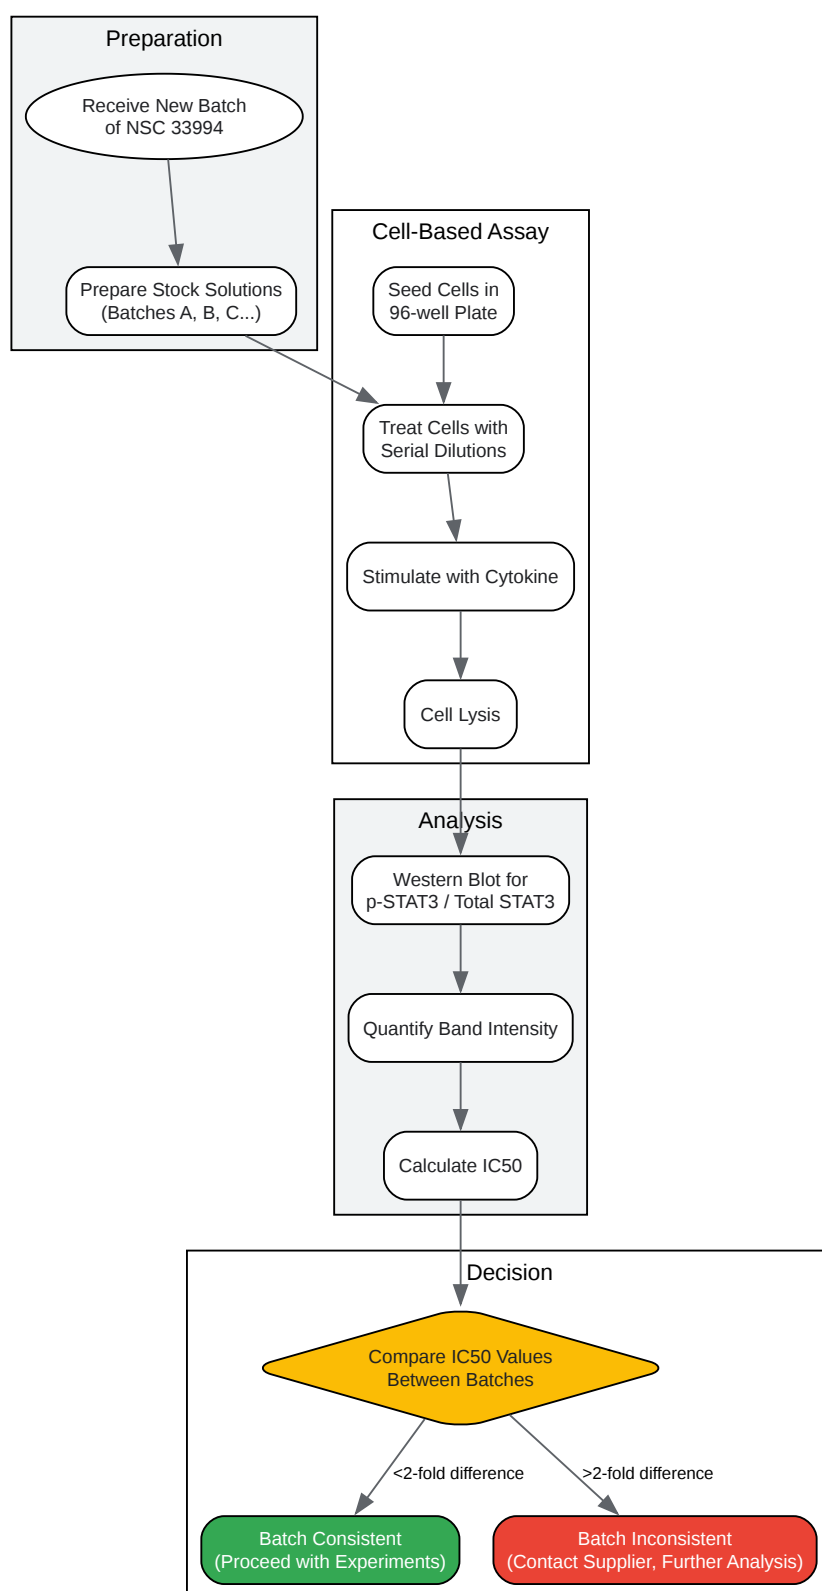 Preparation
Receive New Batch
of NSC 33994
Prepare Stock Solutions
(Batches A, B, C...)
Cell-Based Assay
Seed Cells in
96-well Plate
Treat Cells with
Serial Dilutions
Stimulate with Cytokine
Cell Lysis
Analysis
Western Blot for
p-STAT3 / Total STAT3
Quantify Band Intensity
Calculate IC50
Decision
Compare IC50 Values
Between Batches
<2-fold difference
>2-fold difference
Batch Consistent
(Proceed with Experiments)
Batch Inconsistent
(Contact Supplier, Further Analysis)